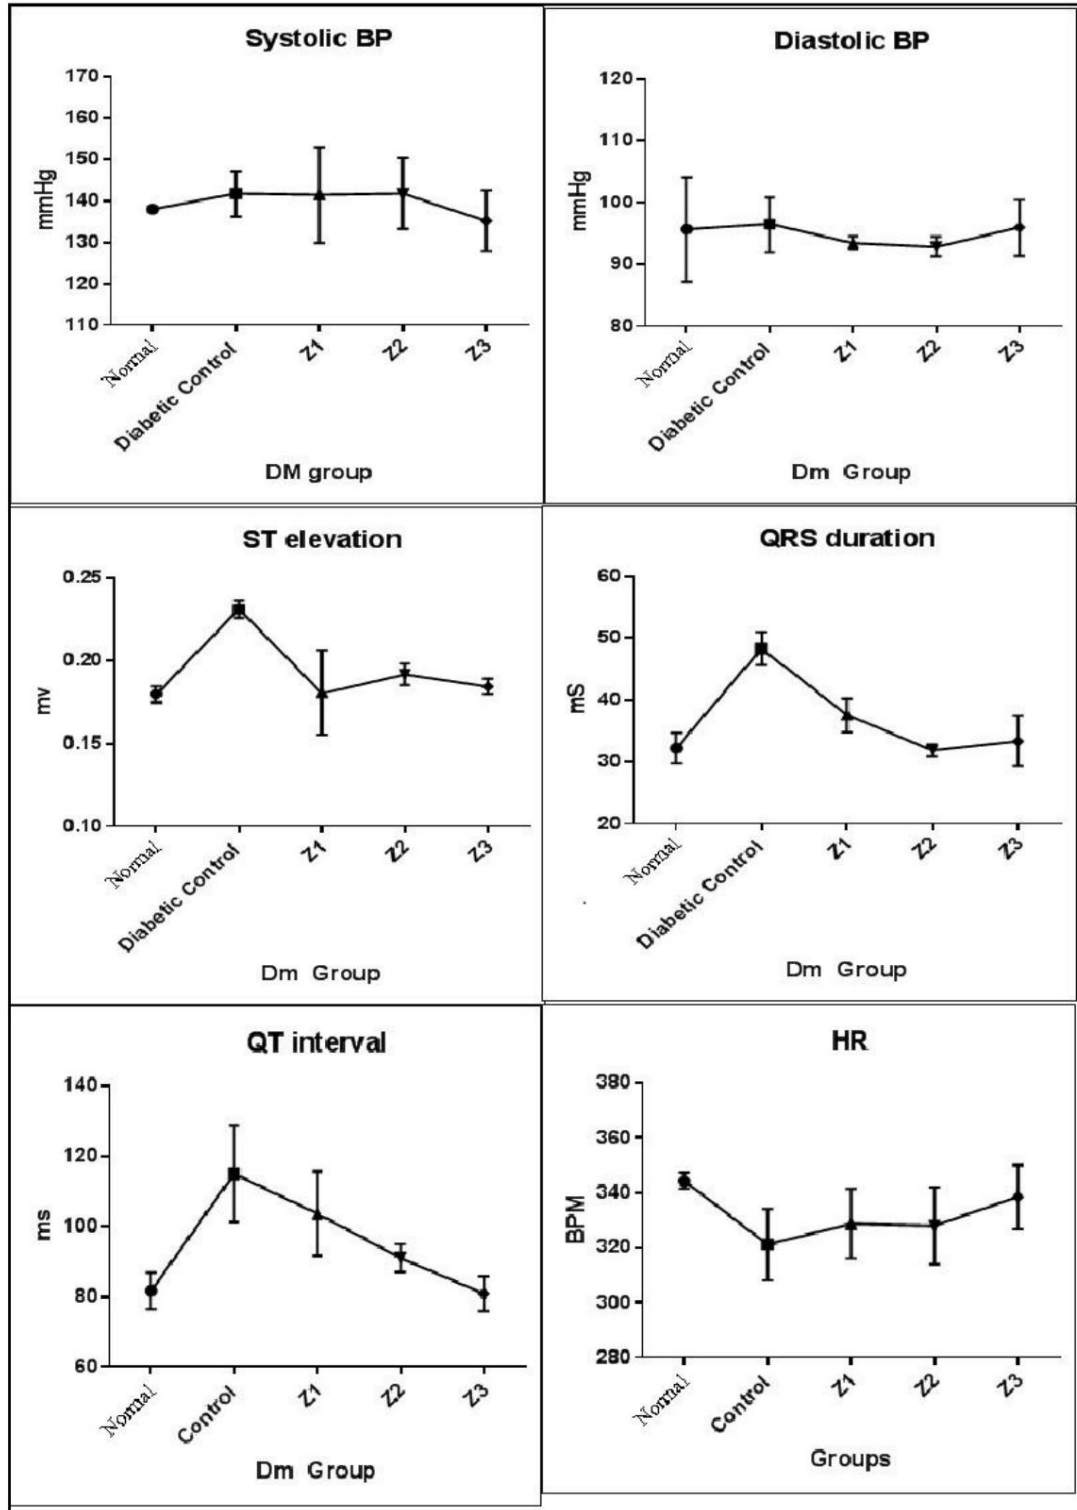 Systolic BP
170
160
150
140
130
120
110
mmHg
Normal
Diabetic Control
Z1
Z2
Z3
DM group
Diastolic BP
120
110
100
90
80
mmHg
Normal
Diabetic Control
Z1
Z2
Z3
Dm Group
ST elevation
0.25
0.20
0.15
0.10
mv
Normal
Diabetic Control
Z1
Z2
Z3
Dm Group
QRS duration
60
50
40
30
20
mS
Normal
Diabetic Control
Z1
Z2
Z3
Dm Group
QT interval
140
120
100
80
60
ms
Normal
Control
Z1
Z2
Z3
Dm Group
HR
380
360
340
320
300
280
BPM
Normal
Control
Z1
Z2
Z3
Groups